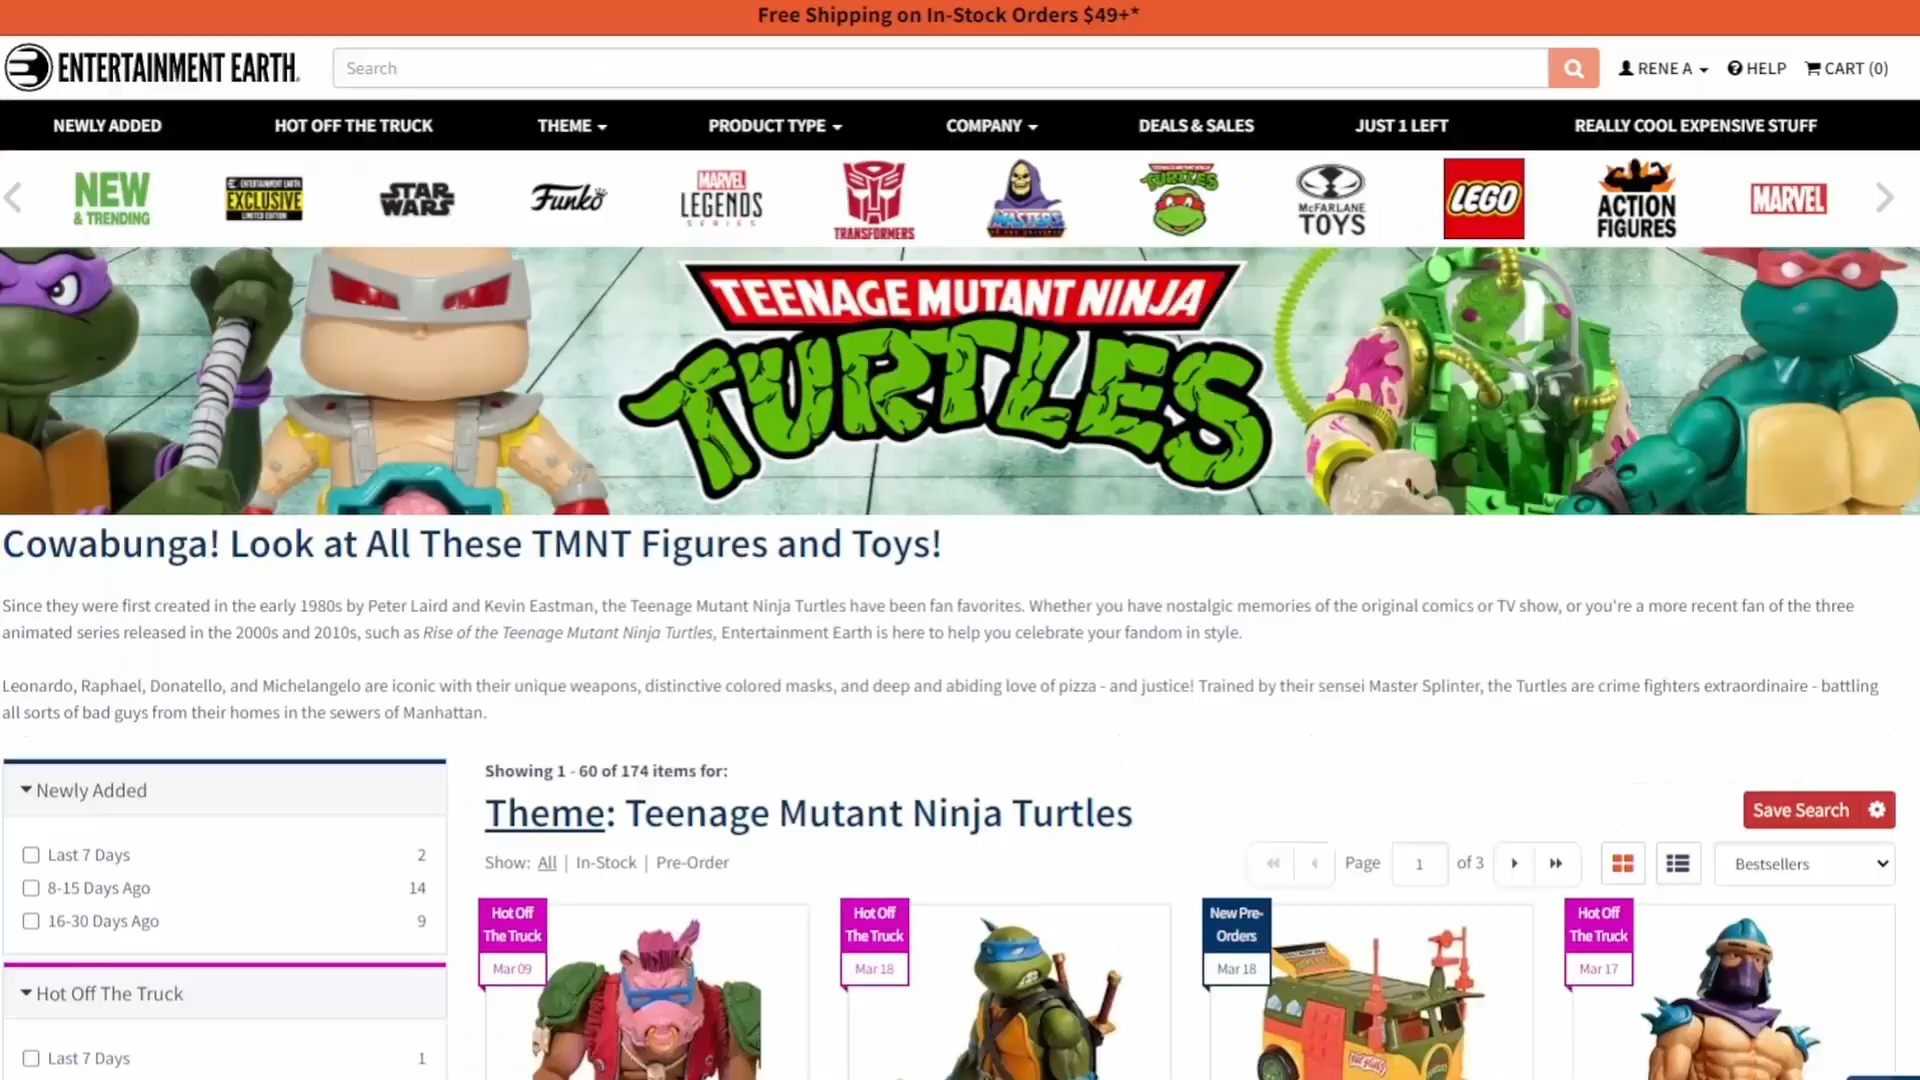 Free Shipping on In-Stock Orders $49+*
ENTERTAINMENT EARTH
Search
RENE A
HELP
CART (0)
NEWLY ADDED
HOT OFF THE TRUCK
THEME
PRODUCT TYPE
COMPANY
DEALS & SALES
JUST 1 LEFT
REALLY COOL EXPENSIVE STUFF
NEW
& TRENDING
ENTERTAINMENT EARTH
EXCLUSIVE
LIMITED EDITION
STAR
WARS
Funko
MARVEL
LEGENDS
SERIES
TRANSFORMERS
MASTERS
TURTLES
McFARLANE
TOYS
LEGO
ACTION
FIGURES
MARVEL
TEENAGE MUTANT NINJA
TURTLES
Cowabunga! Look at All These TMNT Figures and Toys!
Since they were first created in the early 1980s by Peter Laird and Kevin Eastman, the Teenage Mutant Ninja Turtles have been fan favorites. Whether you have nostalgic memories of the original comics or TV show, or you're a more recent fan of the three
animated series released in the 2000s and 2010s, such as Rise of the Teenage Mutant Ninja Turtles, Entertainment Earth is here to help you celebrate your fandom in style.
Leonardo, Raphael, Donatello, and Michelangelo are iconic with their unique weapons, distinctive colored masks, and deep and abiding love of pizza - and justice! Trained by their sensei Master Splinter, the Turtles are crime fighters extraordinaire - battling
all sorts of bad guys from their homes in the sewers of Manhattan.
Newly Added
Last 7 Days 2
8-15 Days Ago 14
16-30 Days Ago 9
Hot Off The Truck
Last 7 Days 1
Showing 1 - 60 of 174 items for:
Theme: Teenage Mutant Ninja Turtles
Save Search
Show: All | In-Stock | Pre-Order
Page 1 of 3
Bestsellers
Hot Off
The Truck
Mar 09
Hot Off
The Truck
Mar 18
New Pre-
Orders
Mar 18
Hot Off
The Truck
Mar 17